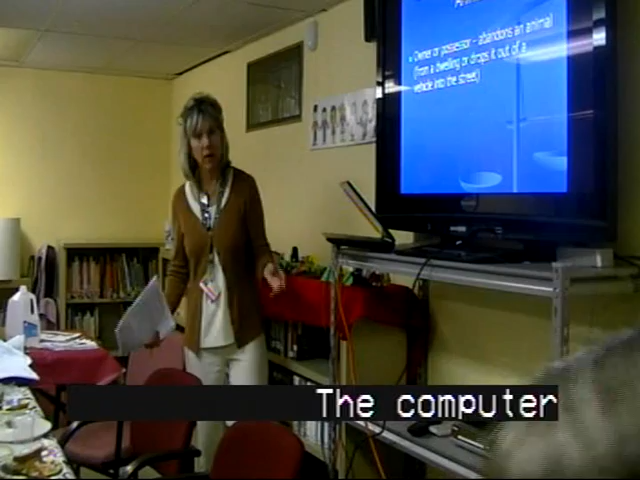 Owner or possessor - abandons an animal
(from a dwelling or drops it out of a
vehicle into the street)
The computer